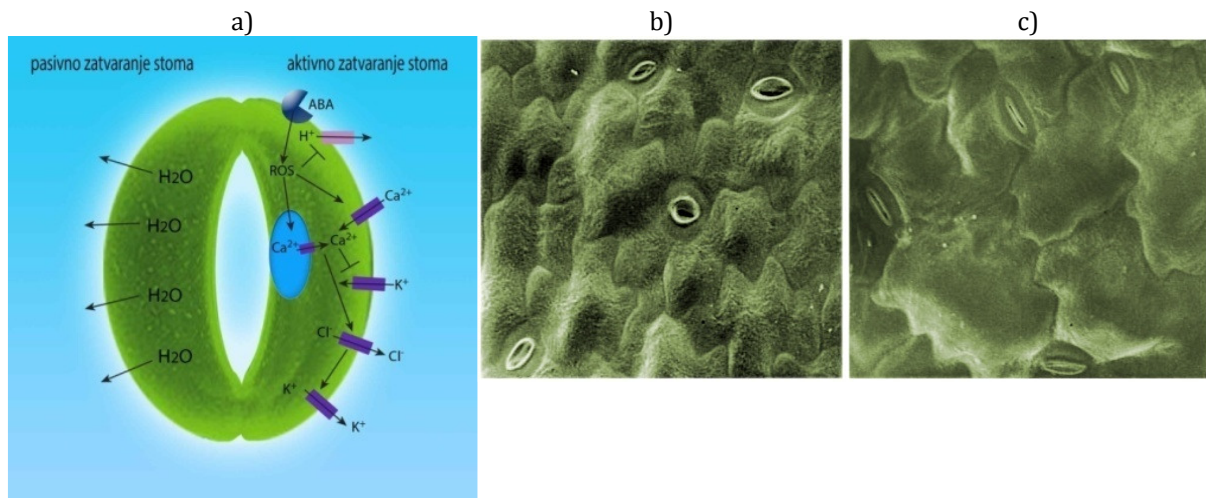 a)
b)
c)
pasivno zatvaranje stoma
aktivno zatvaranje stoma
ABA
H⁺
ROS
H₂O
H₂O
H₂O
H₂O
Ca²⁺
Ca²⁺
Ca²⁺
K⁺
Cl⁻
Cl⁻
K⁺
K⁺